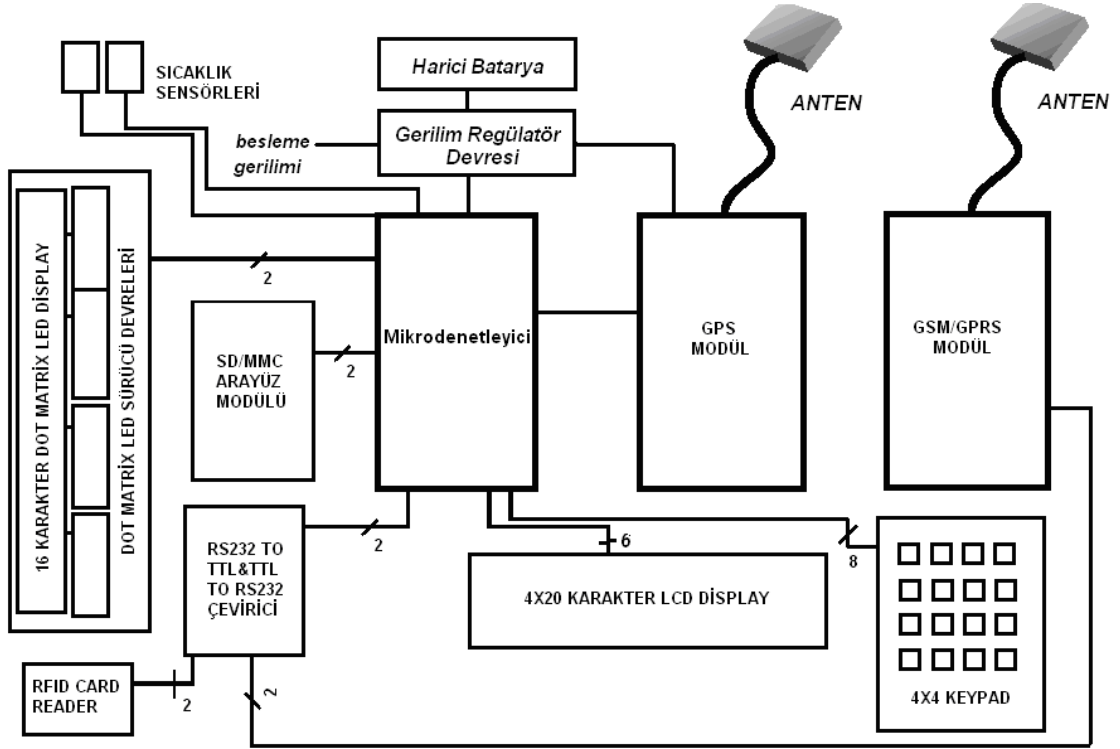 SICAKLIK
SENSÖRLERİ
Harici Batarya
ANTEN
ANTEN
besleme
gerilimi
Gerilim Regülatör
Devresi
16 KARAKTER DOT MATRIX LED DİSPLAY
DOT MATRİX LED SÜRÜCÜ DEVRELERİ
2
Mikrodenetleyici
GPS
MODÜL
GSM/GPRS
MODÜL
SD/MMC
ARAYÜZ
MODÜLÜ
2
RS232 TO
TTL&TTL
TO RS232
ÇEVİRİCİ
2
6
8
4X20 KARAKTER LCD DİSPLAY
4X4 KEYPAD
RFID CARD
READER
2
2